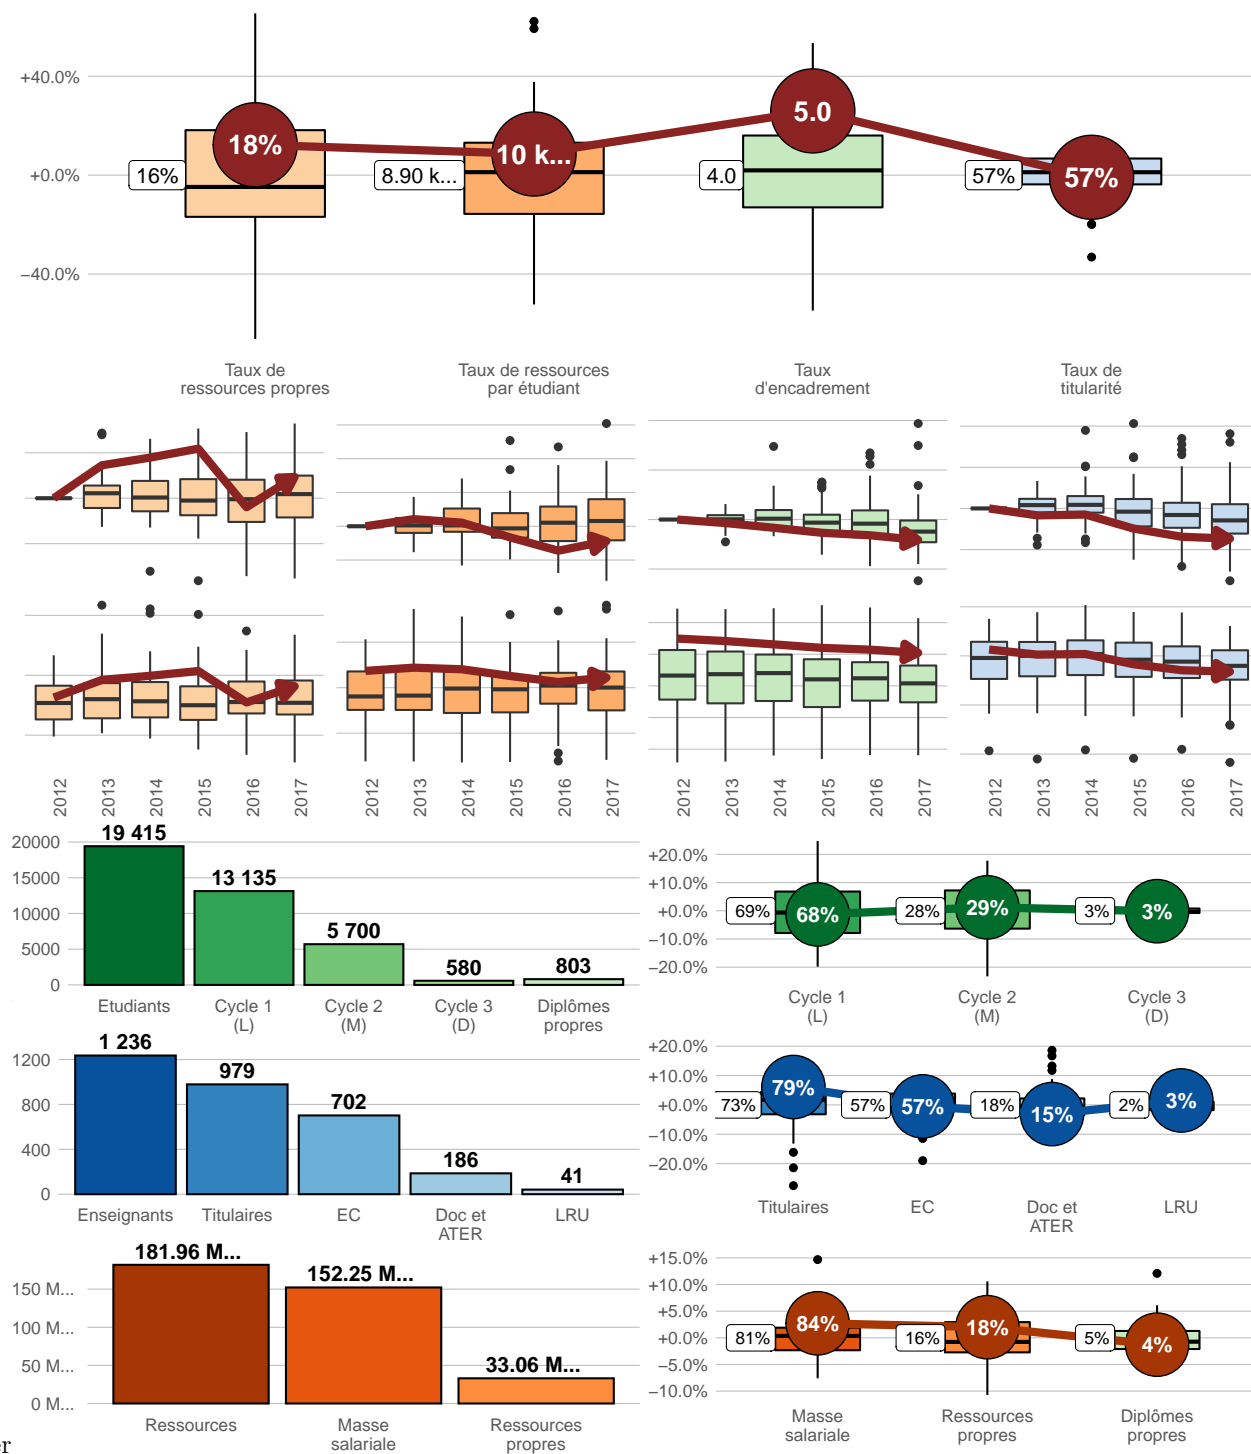 +40.0%
+0.0%
−40.0%
16%
18%
8.90 k...
10 k...
4.0
5.0
57%
57%
Taux de
ressources propres
Taux de ressources
par étudiant
Taux
d'encadrement
Taux de
titularité
2012
2013
2014
2015
2016
2017
2012
2013
2014
2015
2016
2017
2012
2013
2014
2015
2016
2017
2012
2013
2014
2015
2016
2017
20000
15000
10000
5000
0
19 415
13 135
5 700
580
803
Etudiants
Cycle 1
(L)
Cycle 2
(M)
Cycle 3
(D)
Diplômes
propres
+20.0%
+10.0%
+0.0%
−10.0%
−20.0%
69%
68%
28%
29%
3%
3%
Cycle 1
(L)
Cycle 2
(M)
Cycle 3
(D)
1200
800
400
0
1 236
979
702
186
41
Enseignants
Titulaires
EC
Doc et
ATER
LRU
+20.0%
+10.0%
+0.0%
−10.0%
−20.0%
73%
79%
57%
57%
18%
15%
2%
3%
Titulaires
EC
Doc et
ATER
LRU
150 M...
100 M...
50 M...
0 M...
181.96 M...
152.25 M...
33.06 M...
Ressources
Masse
salariale
Ressources
propres
+15.0%
+10.0%
+5.0%
+0.0%
−5.0%
−10.0%
81%
84%
16%
18%
5%
4%
Masse
salariale
Ressources
propres
Diplômes
propres
er